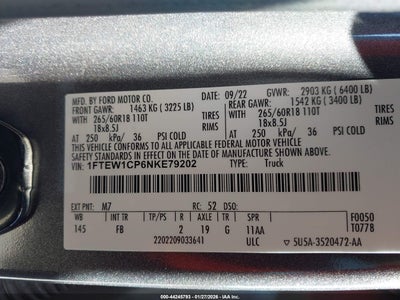 MFD. BY FORD MOTOR CO.
09/22 GVWR: 2903 KG (6400 LB)
FRONT GAWR: 1463 KG (3225 LB)
REAR GAWR: 1542 KG (3400 LB)
WITH
265/60R18 110T TIRES
18x8.5J RIMS
AT 250 kPa/ 36 PSI COLD
WITH
265/60R18 110T TIRES
18x8.5J RIMS
AT 250 kPa/ 36 PSI COLD
THIS VEHICLE CONFORMS TO ALL APPLICABLE FEDERAL
MOTOR VEHICLE SAFETY STANDARDS IN EFFECT ON THE DATE OF
MANUFACTURE SHOWN ABOVE.
VIN: 1FTEW1CP6NKE79202 TYPE: Truck
EXT PNT: M7 RC: 52 DSO:
WB INT TR TP/PS R AXLE TR SPR
145 FB 2 19 G 11AA
2202209033641 ULC
F0050
T0778
5U5A-3520472-AA
000-44245793 - 01/27/2026 - IAAI